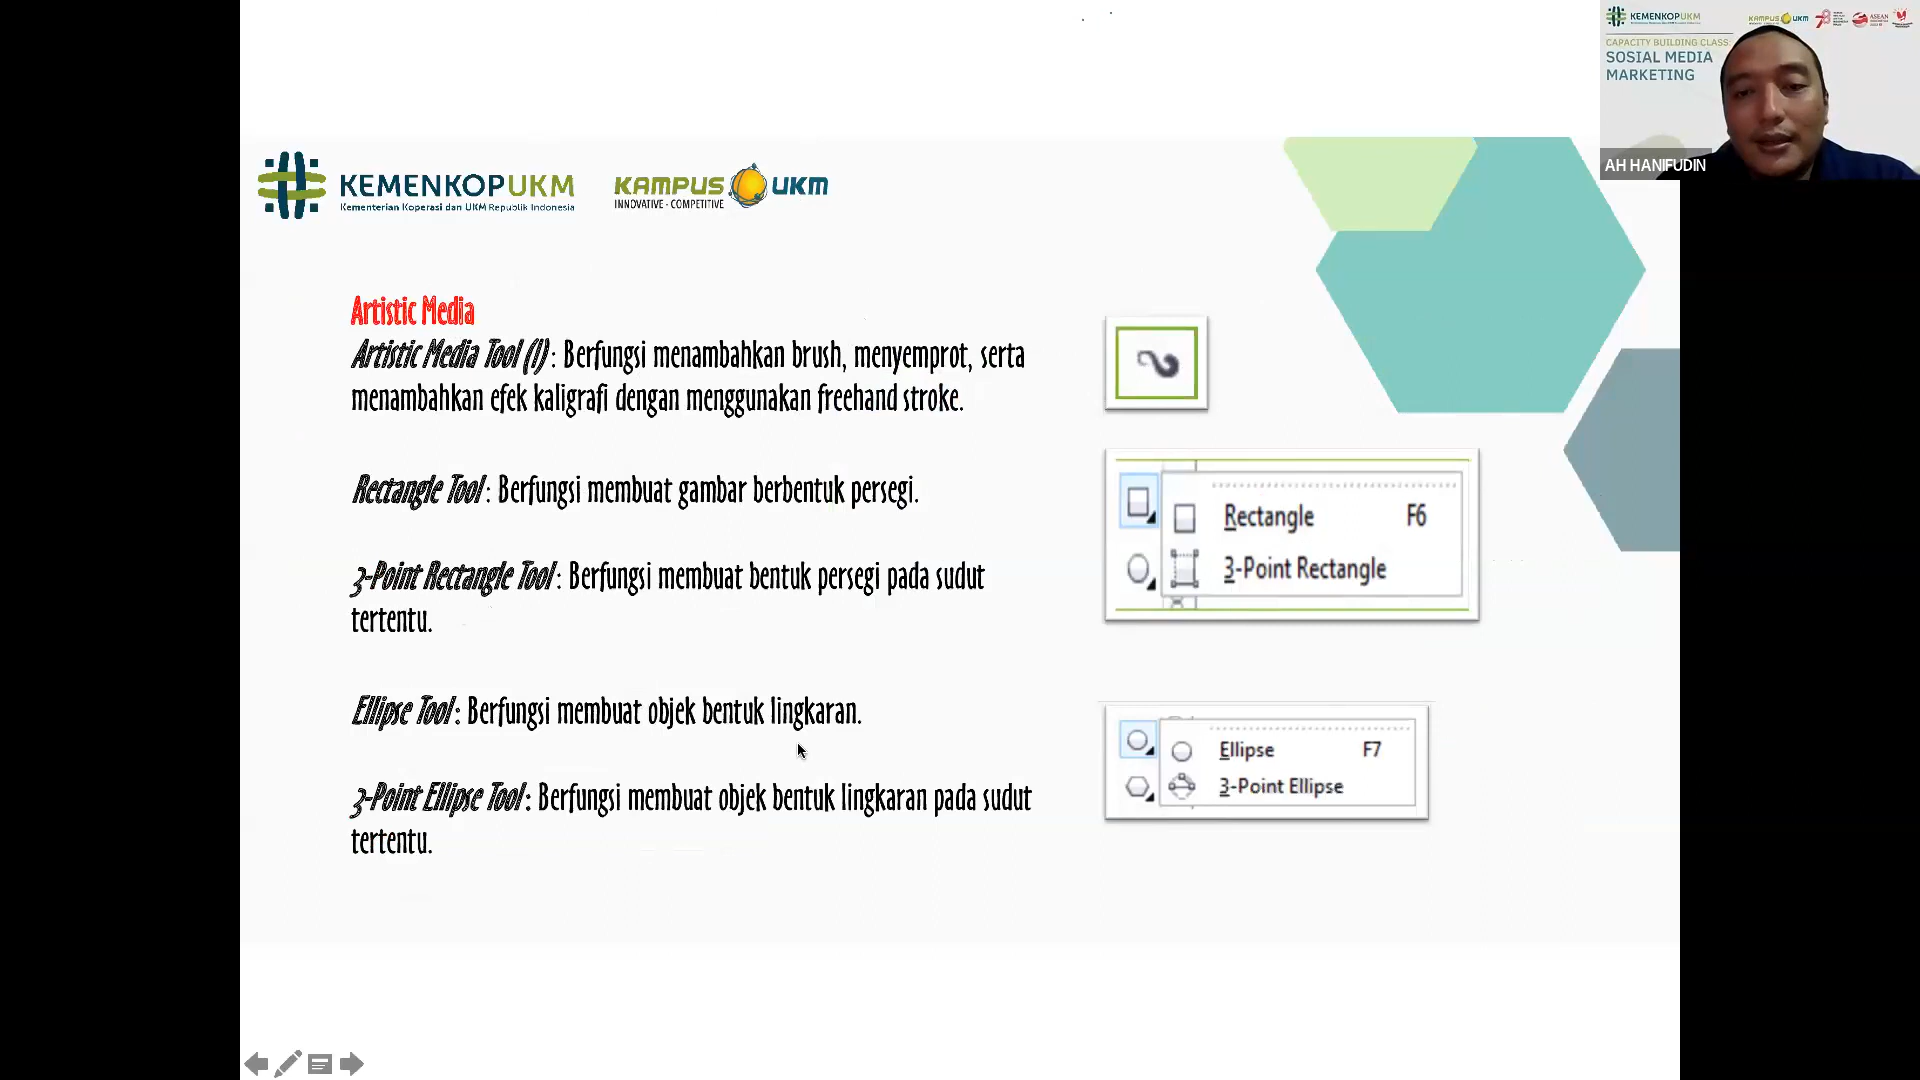 KEMENKOPUKM
Kementerian Koperasi dan UKM Republik Indonesia
KAMPUS UKM
INNOVATIVE - COMPETITIVE
Artistic Media
Artistic Media Tool (I) : Berfungsi menambahkan brush, menyemprot, serta
menambahkan efek kaligrafi dengan menggunakan freehand stroke.
Rectangle Tool : Berfungsi membuat gambar berbentuk persegi.
3-Point Rectangle Tool : Berfungsi membuat bentuk persegi pada sudut
tertentu.
Ellipse Tool : Berfungsi membuat objek bentuk lingkaran.
3-Point Ellipse Tool : Berfungsi membuat objek bentuk lingkaran pada sudut
tertentu.
Rectangle F6
3-Point Rectangle
Ellipse F7
3-Point Ellipse
KEMENKOPUKM
KAMPUS UKM
78
ASEAN
CAPACITY BUILDING CLASS:
SOSIAL MEDIA
MARKETING
AH HANIFUDIN